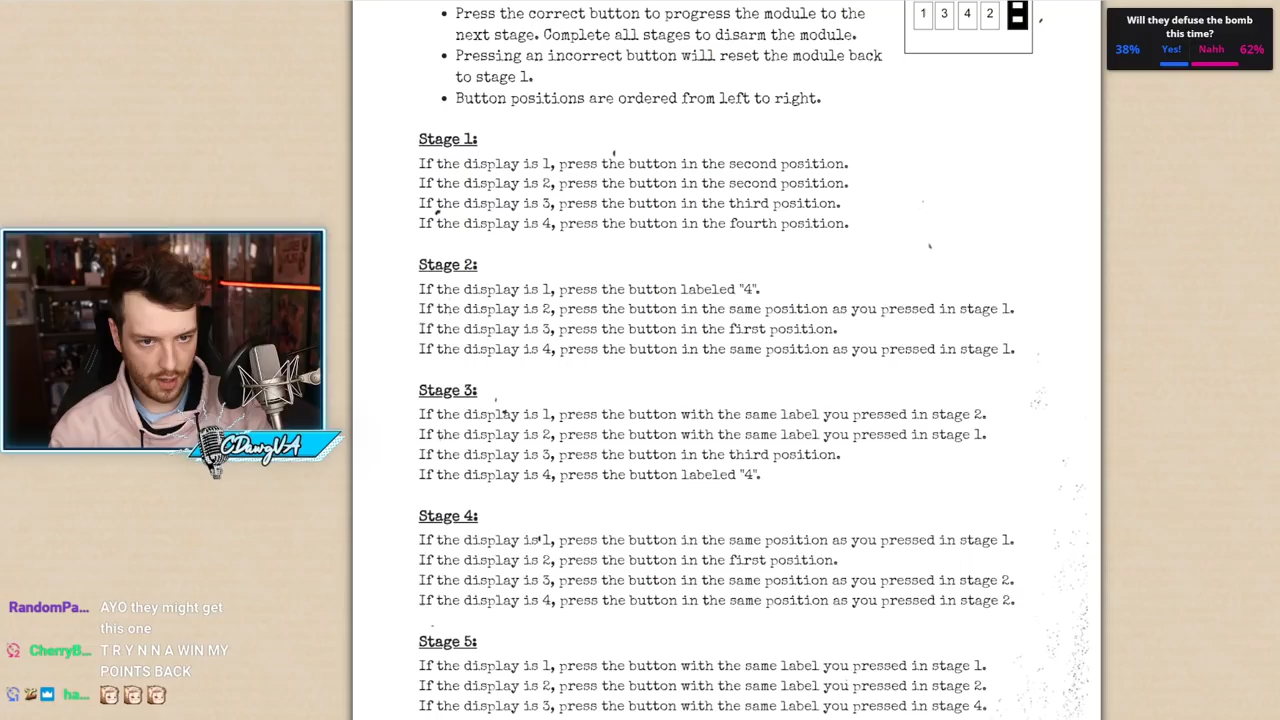 Press the correct button to progress the module to the
next stage. Complete all stages to disarm the module.
Pressing an incorrect button will reset the module back
to stage 1.
Button positions are ordered from left to right.
1 3 4 2
Will they defuse the bomb
this time?
38% Yes! Nahh 62%
Stage 1:
If the display is 1, press the button in the second position.
If the display is 2, press the button in the second position.
If the display is 3, press the button in the third position.
If the display is 4, press the button in the fourth position.
Stage 2:
If the display is 1, press the button labeled "4".
If the display is 2, press the button in the same position as you pressed in stage 1.
If the display is 3, press the button in the first position.
If the display is 4, press the button in the same position as you pressed in stage 1.
Stage 3:
If the display is 1, press the button with the same label you pressed in stage 2.
If the display is 2, press the button with the same label you pressed in stage 1.
If the display is 3, press the button in the third position.
If the display is 4, press the button labeled "4".
Stage 4:
If the display is 1, press the button in the same position as you pressed in stage 1.
If the display is 2, press the button in the first position.
If the display is 3, press the button in the same position as you pressed in stage 2.
If the display is 4, press the button in the same position as you pressed in stage 2.
Stage 5:
If the display is 1, press the button with the same label you pressed in stage 1.
If the display is 2, press the button with the same label you pressed in stage 2.
If the display is 3, press the button with the same label you pressed in stage 4.
CDawgVA
RandomPa... AYO they might get
this one
CherryB... T R Y N N A WIN MY
POINTS BACK
ha...